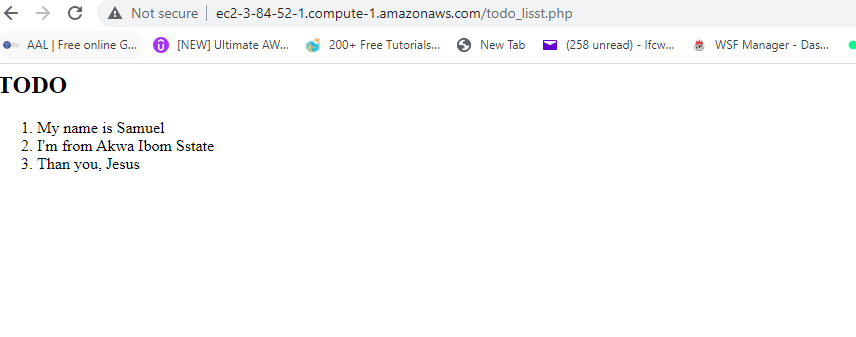 Not secure | ec2-3-84-52-1.compute-1.amazonaws.com/todo_lisst.php
AAL | Free online G... [NEW] Ultimate AW... 200+ Free Tutorials... New Tab (258 unread) - lfcw... WSF Manager - Das...
TODO
1. My name is Samuel
2. I'm from Akwa Ibom Sstate
3. Than you, Jesus